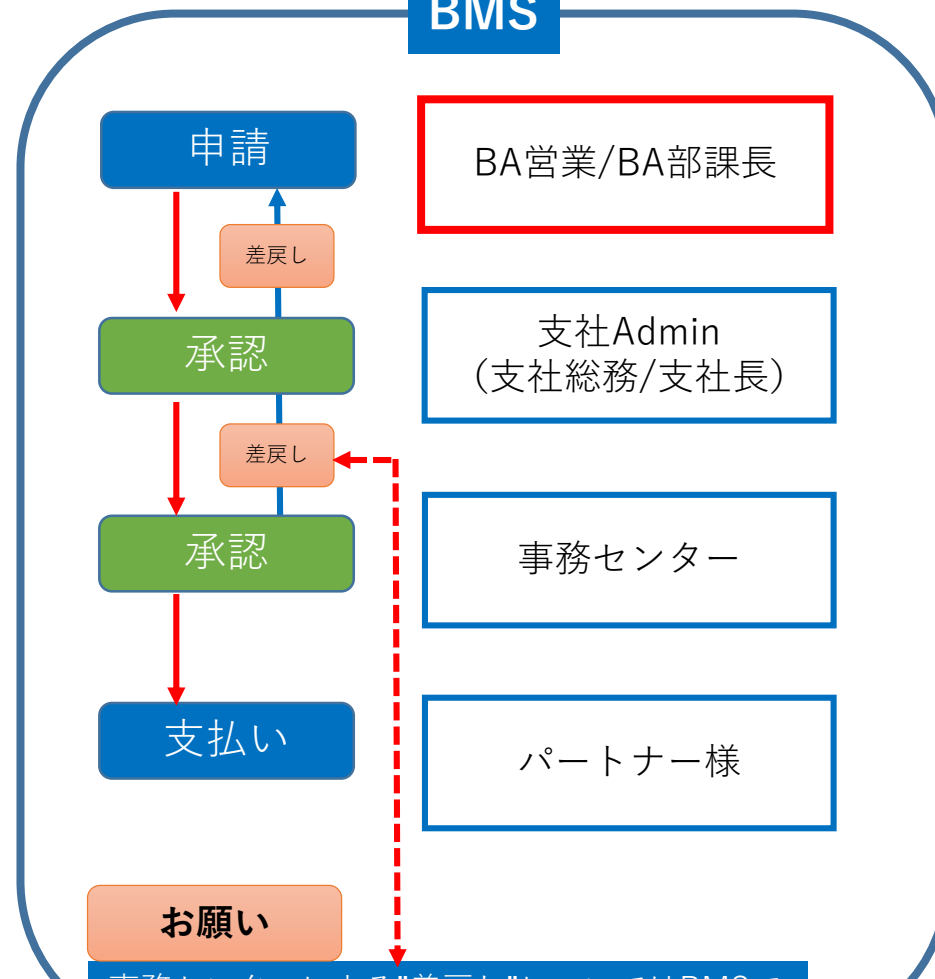 BMS
申請
BA営業/BA部課長
差戻し
承認
支社Admin
(支社総務/支社長)
差戻し
承認
事務センター
支払い
パートナー様
お願い